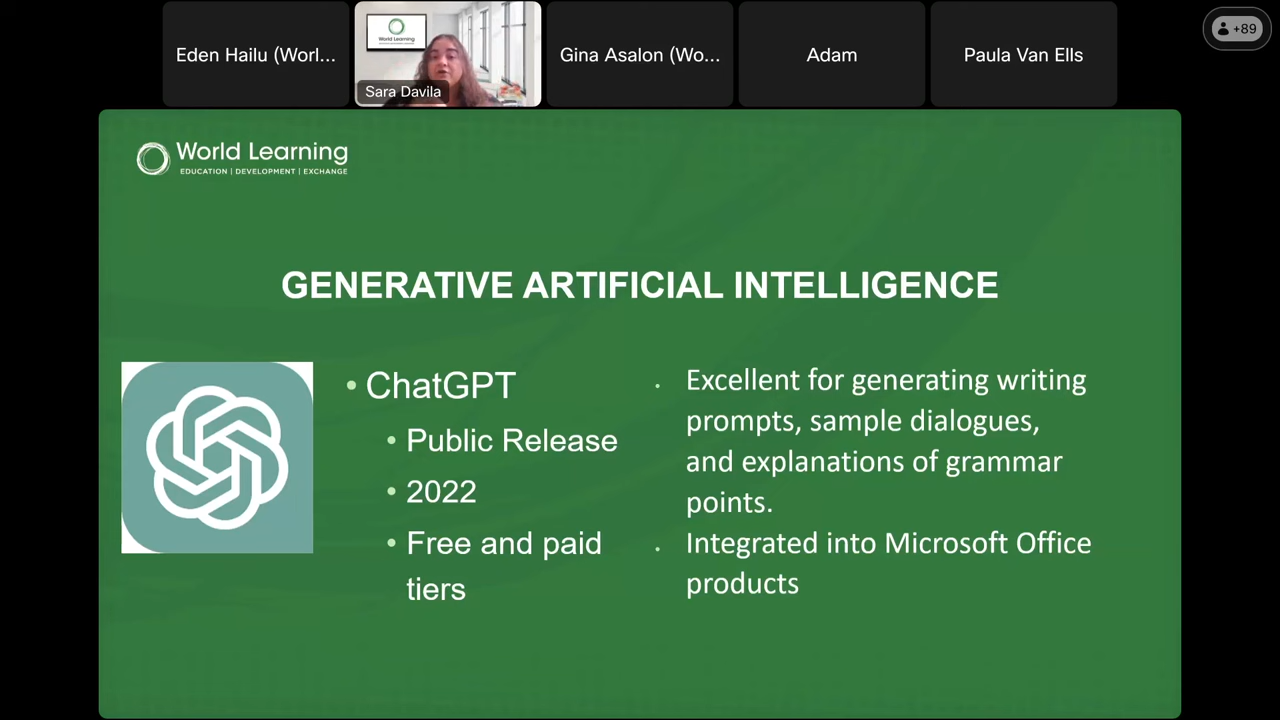 Eden Hailu (Worl...
World Learning
Sara Davila
Gina Asalon (Wo...
Adam
Paula Van Ells
+89
World Learning
EDUCATION | DEVELOPMENT | EXCHANGE
GENERATIVE ARTIFICIAL INTELLIGENCE
• ChatGPT
• Public Release
• 2022
• Free and paid
tiers
• Excellent for generating writing
prompts, sample dialogues,
and explanations of grammar
points.
• Integrated into Microsoft Office
products